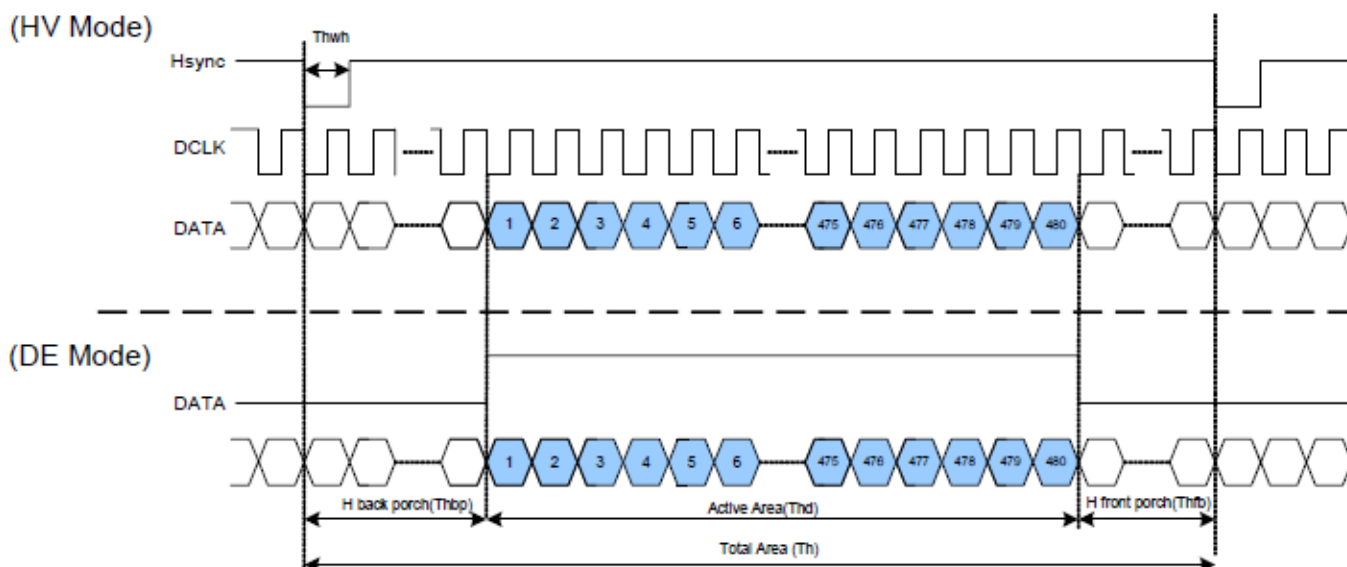 (HV Mode)
Thwh
Hsync
DCLK
DATA
1 2 3 4 5 6 475 476 477 478 479 480
(DE Mode)
DATA
1 2 3 4 5 6 475 476 477 478 479 480
H back porch(Thbp) Active Area(Thd) H front porch(Thfb)
Total Area (Th)